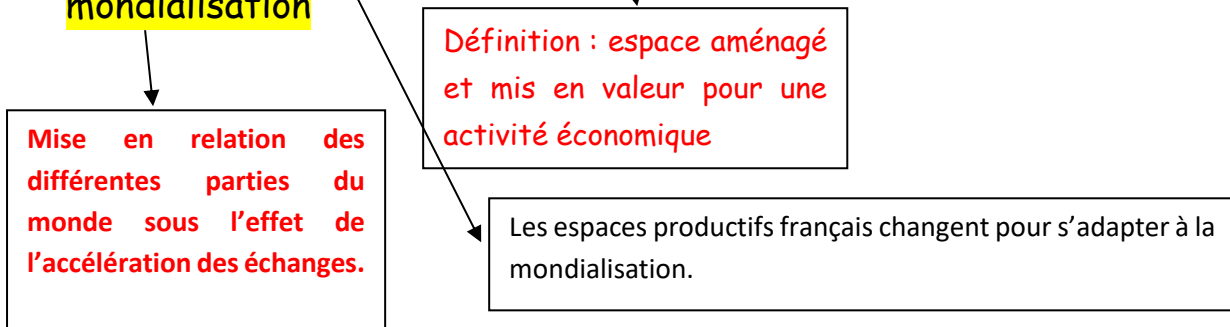 mondialisation
Définition : espace aménagé
et mis en valeur pour une
activité économique
Mise en relation des
différentes parties du
monde sous l’effet de
l’accélération des échanges.
Les espaces productifs français changent pour s’adapter à la
mondialisation.